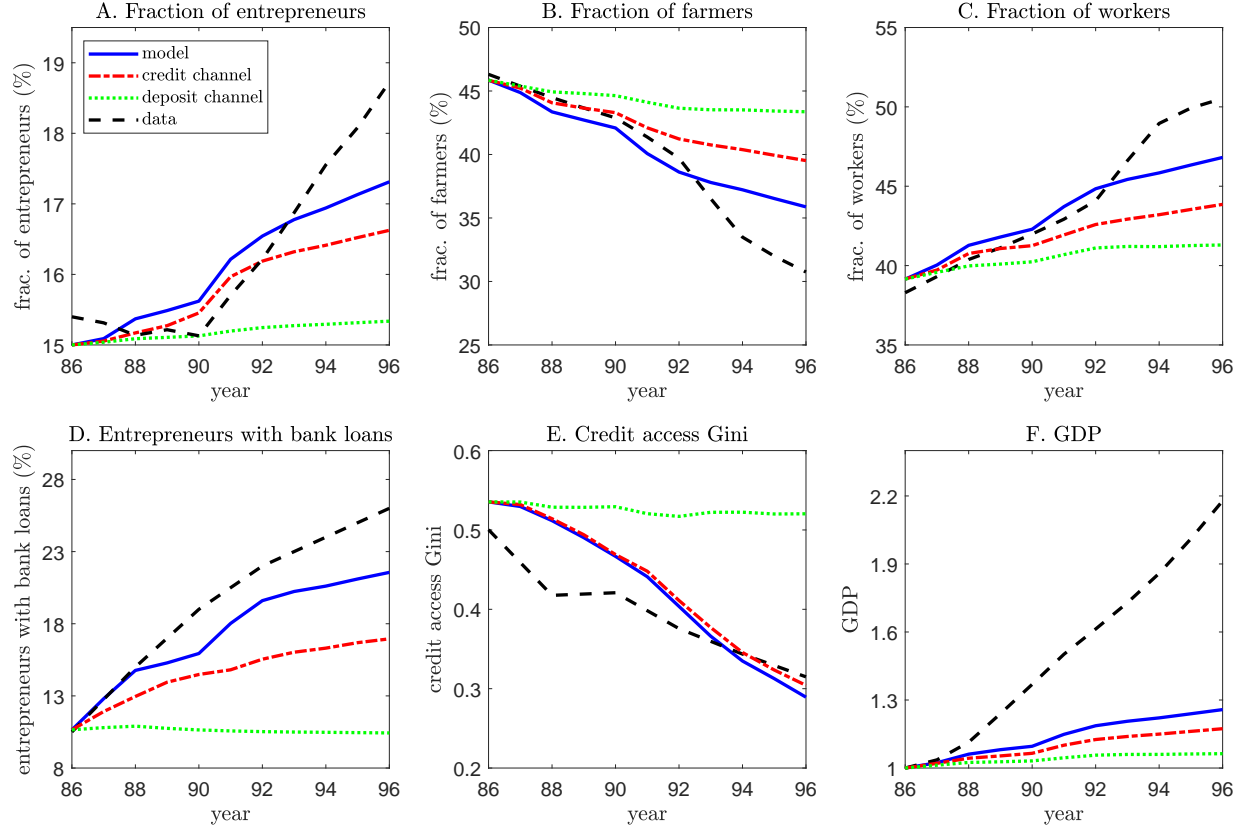 A. Fraction of entrepreneurs
frac. of entrepreneurs (%)
19
18
17
16
15
model
credit channel
deposit channel
data
86 88 90 92 94 96
year
B. Fraction of farmers
frac. of farmers (%)
50
45
40
35
30
25
86 88 90 92 94 96
year
C. Fraction of workers
frac. of workers (%)
55
50
45
40
35
86 88 90 92 94 96
year
D. Entrepreneurs with bank loans
entrepreneurs with bank loans (%)
28
23
18
13
8
86 88 90 92 94 96
year
E. Credit access Gini
credit access Gini
0.6
0.5
0.4
0.3
0.2
86 88 90 92 94 96
year
F. GDP
GDP
2.2
1.9
1.6
1.3
1
86 88 90 92 94 96
year